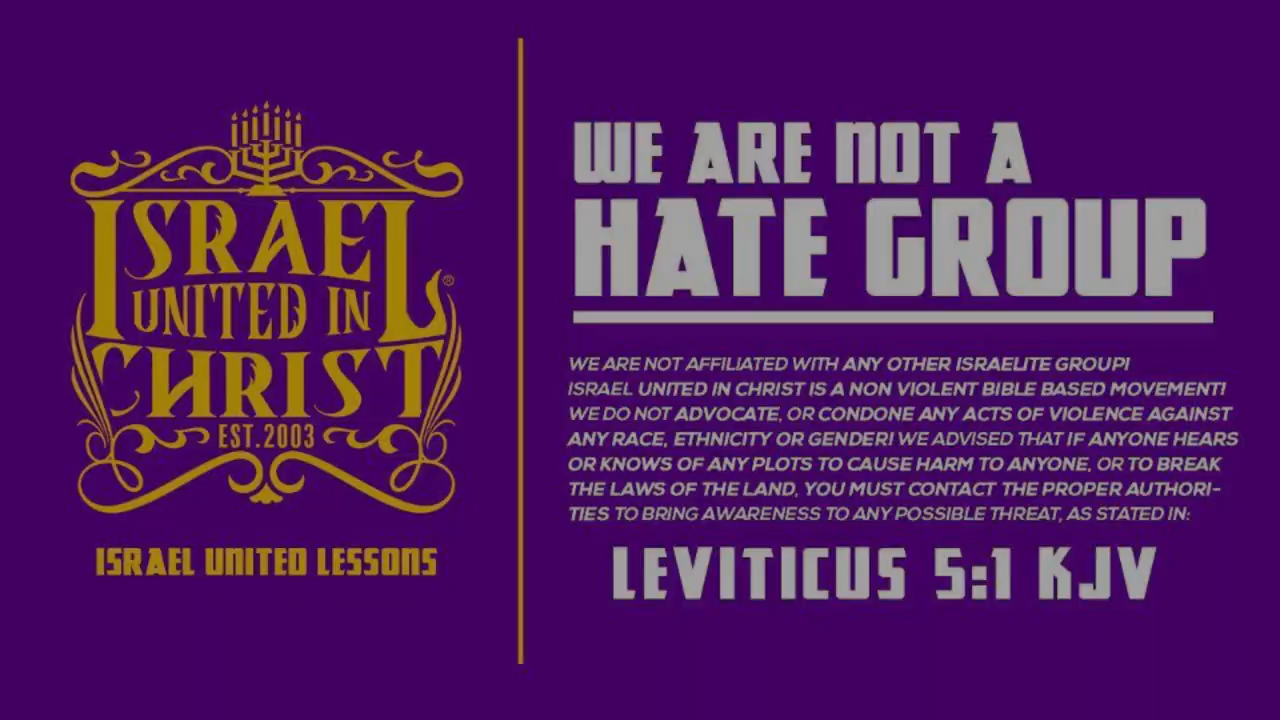 ISRAEL
UNITED IN
CHRIST®
EST.2003
ISRAEL UNITED LESSONS
WE ARE NOT A
HATE GROUP
WE ARE NOT AFFILIATED WITH ANY OTHER ISRAELITE GROUP!
ISRAEL UNITED IN CHRIST IS A NON VIOLENT BIBLE BASED MOVEMENT!
WE DO NOT ADVOCATE, OR CONDONE ANY ACTS OF VIOLENCE AGAINST
ANY RACE, ETHNICITY OR GENDER! WE ADVISED THAT IF ANYONE HEARS
OR KNOWS OF ANY PLOTS TO CAUSE HARM TO ANYONE, OR TO BREAK
THE LAWS OF THE LAND, YOU MUST CONTACT THE PROPER AUTHORI-
TIES TO BRING AWARENESS TO ANY POSSIBLE THREAT, AS STATED IN:
LEVITICUS 5:1 KJV